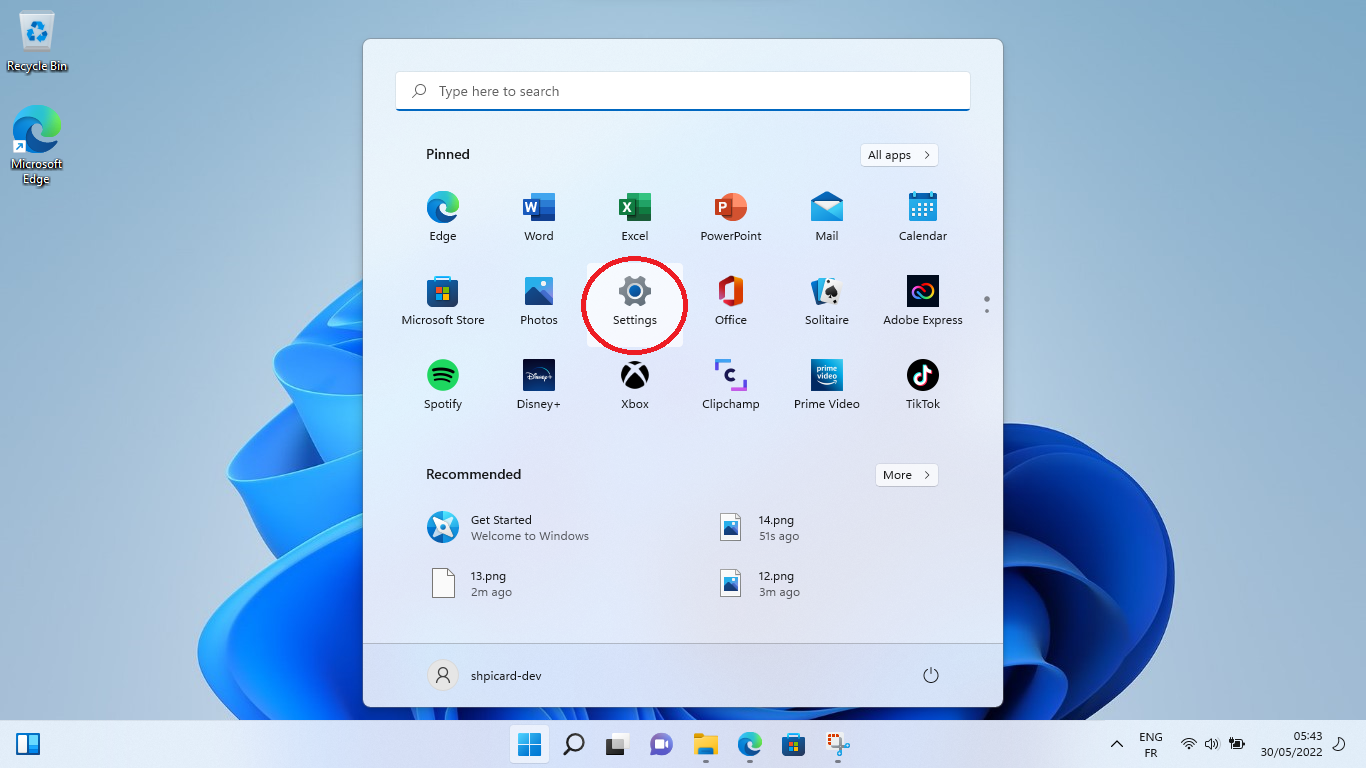 Recycle Bin
Microsoft
Edge
Type here to search
Pinned
All apps
Edge
Word
Excel
PowerPoint
Mail
Calendar
Microsoft Store
Photos
Settings
Office
Solitaire
Adobe Express
Spotify
Disney+
Xbox
Clipchamp
Prime Video
TikTok
W
X
P
Disney+
C
prime
video
Recommended
More
Get Started
Welcome to Windows
14.png
51s ago
13.png
2m ago
12.png
3m ago
shpicard-dev
ENG
FR
05:43
30/05/2022